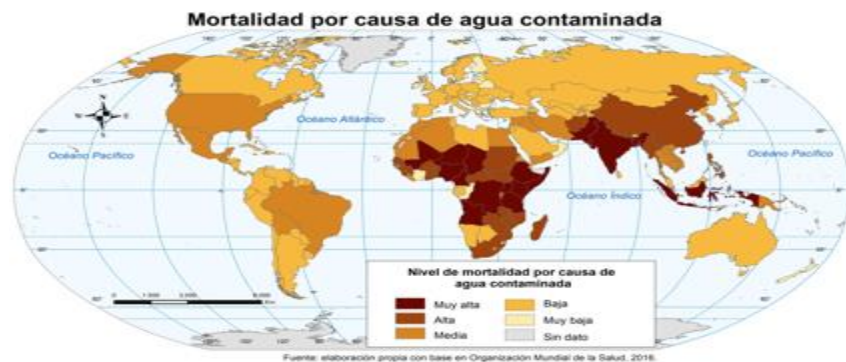 Mortalidad por causa de agua contaminada
Océano Atlántico
Océano Pacífico
Océano Pacífico
Océano Índico
Nivel de mortalidad por causa de
agua contaminada
Muy alta
Baja
Alta
Muy baja
Media
Sin dato
Fuente: elaboración propia con base en Organización Mundial de la Salud, 2016.